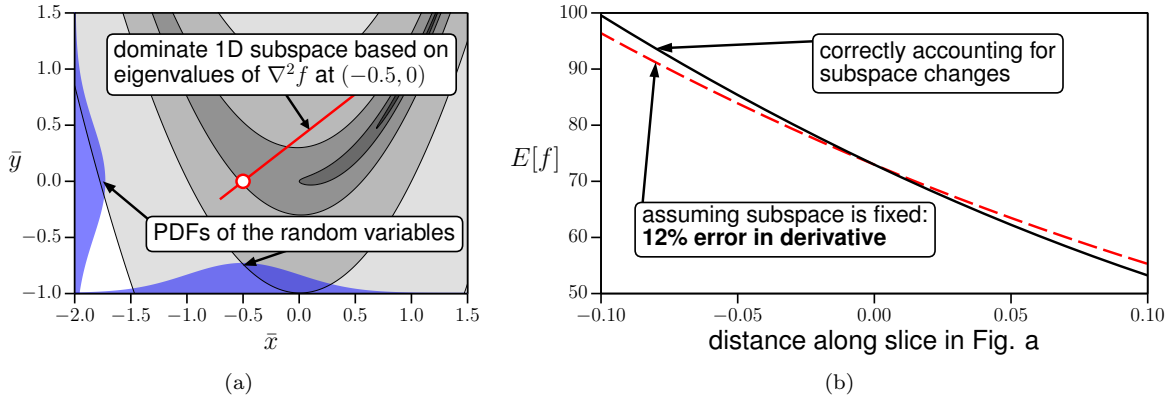 1.5
1.0
0.5
0.0
−0.5
−1.0
ȳ
dominate 1D subspace based on
eigenvalues of ∇²f at (−0.5, 0)
PDFs of the random variables
−2.0 −1.5 −1.0 −0.5 0.0 0.5 1.0 1.5
x̄
(a)
100
90
80
70
60
50
E[f]
correctly accounting for
subspace changes
assuming subspace is fixed:
12% error in derivative
−0.10 −0.05 0.00 0.05 0.10
distance along slice in Fig. a
(b)